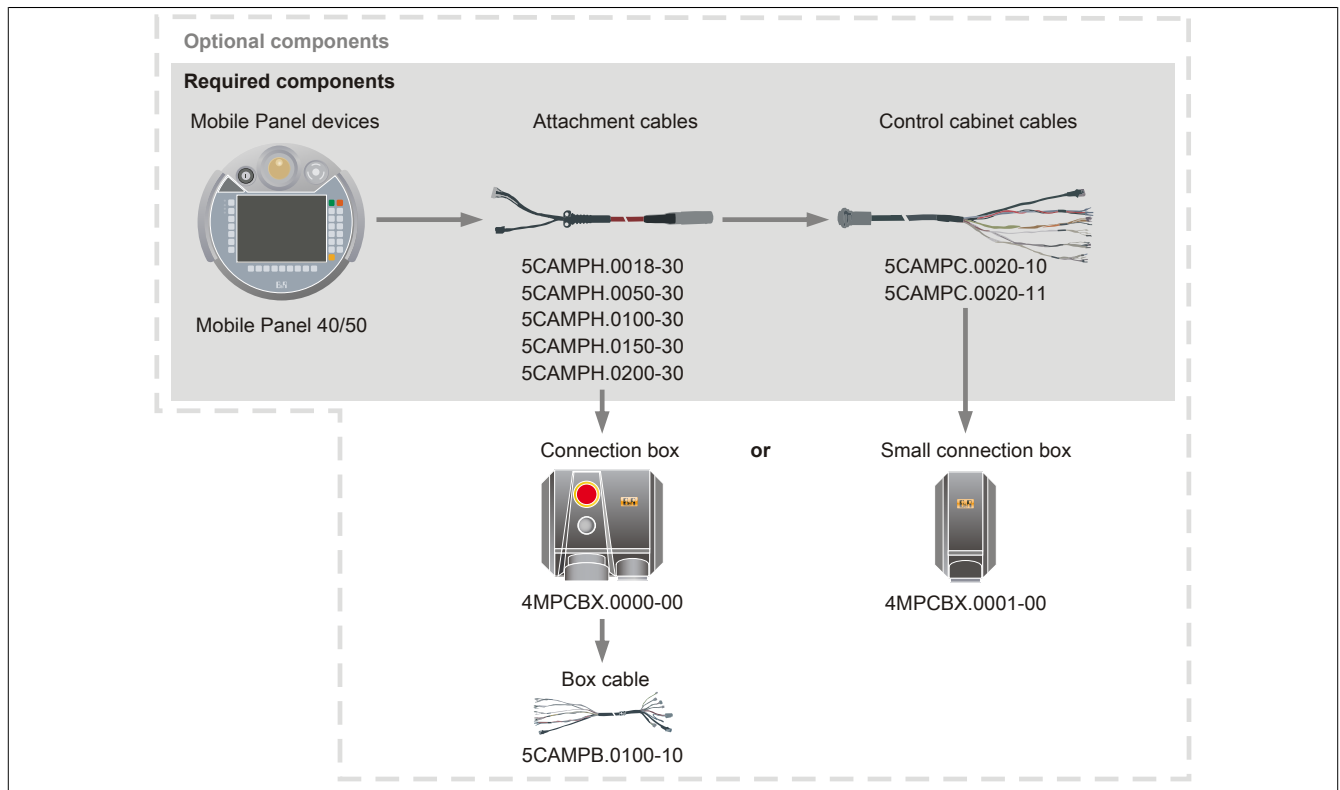 Optional components
Required components
Mobile Panel devices
Attachment cables
Control cabinet cables
Mobile Panel 40/50
5CAMPH.0018-30
5CAMPH.0050-30
5CAMPH.0100-30
5CAMPH.0150-30
5CAMPH.0200-30
5CAMPC.0020-10
5CAMPC.0020-11
Connection box
or
Small connection box
4MPCBX.0000-00
4MPCBX.0001-00
Box cable
5CAMPB.0100-10